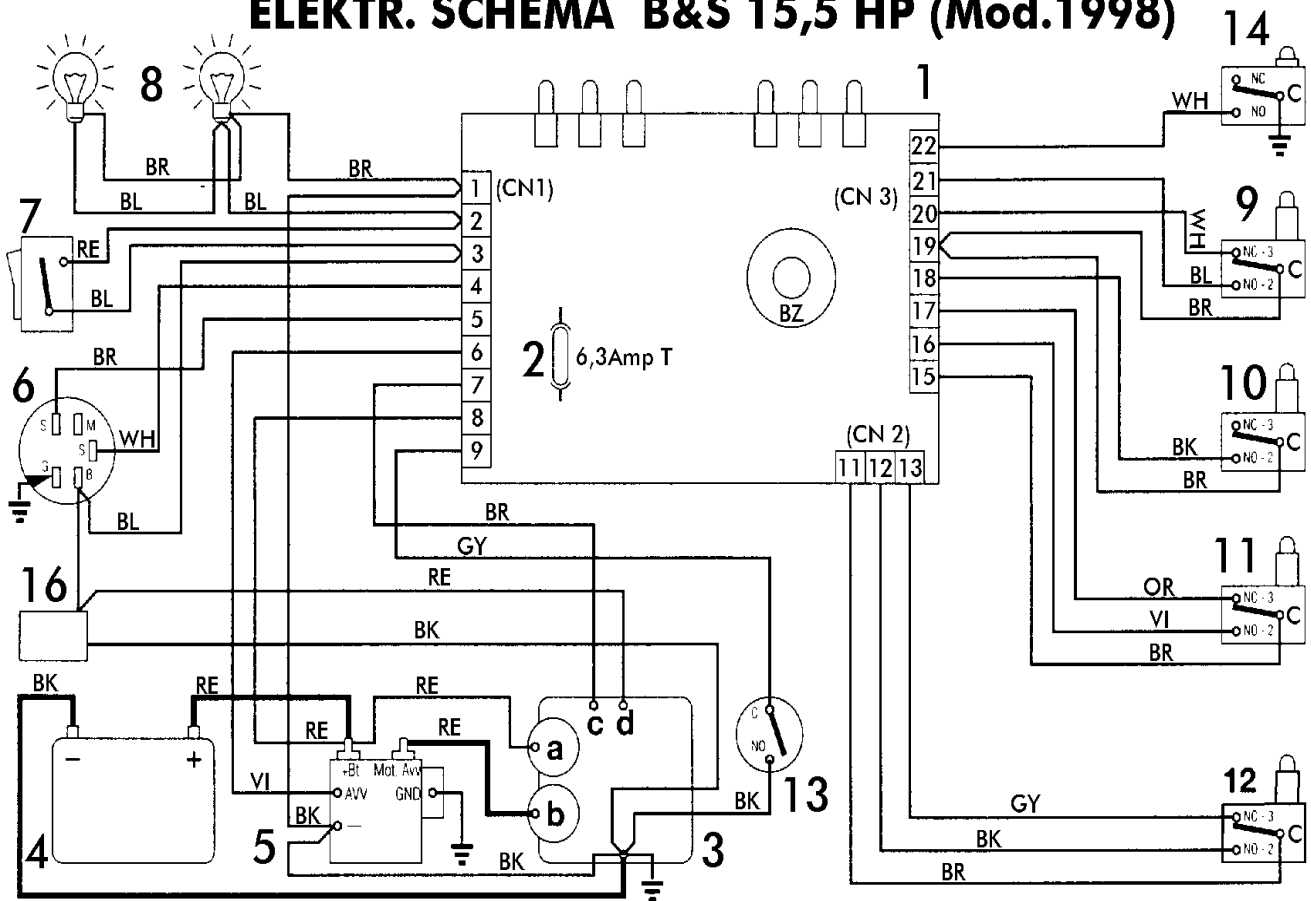 ELEKTR. SCHEMA B&S 15,5 HP (Mod.1998)
14
8
1
NC
C
NO
WH
BR
BR
BL
BL
7
RE
BL
1
2
3
4
5
6
7
8
9
(CN1)
(CN 3)
22
21
20
19
18
17
16
15
BZ
2
6,3Amp T
(CN 2)
11
12
13
9
WH
NC - 3
C
BL
NO - 2
BR
BR
6
S
M
S
WH
G
B
BL
10
NC - 3
C
BK
NO - 2
BR
BR
GY
11
16
RE
OR
NC - 3
C
VI
NO - 2
BR
BK
BK
RE
RE
RE
RE
c
d
a
b
C
NO
13
BK
-
+
4
+Bt
Mot. Avv
VI
AVV
GND
BK
-
5
BK
3
12
GY
NC - 3
C
BK
NO - 2
BR